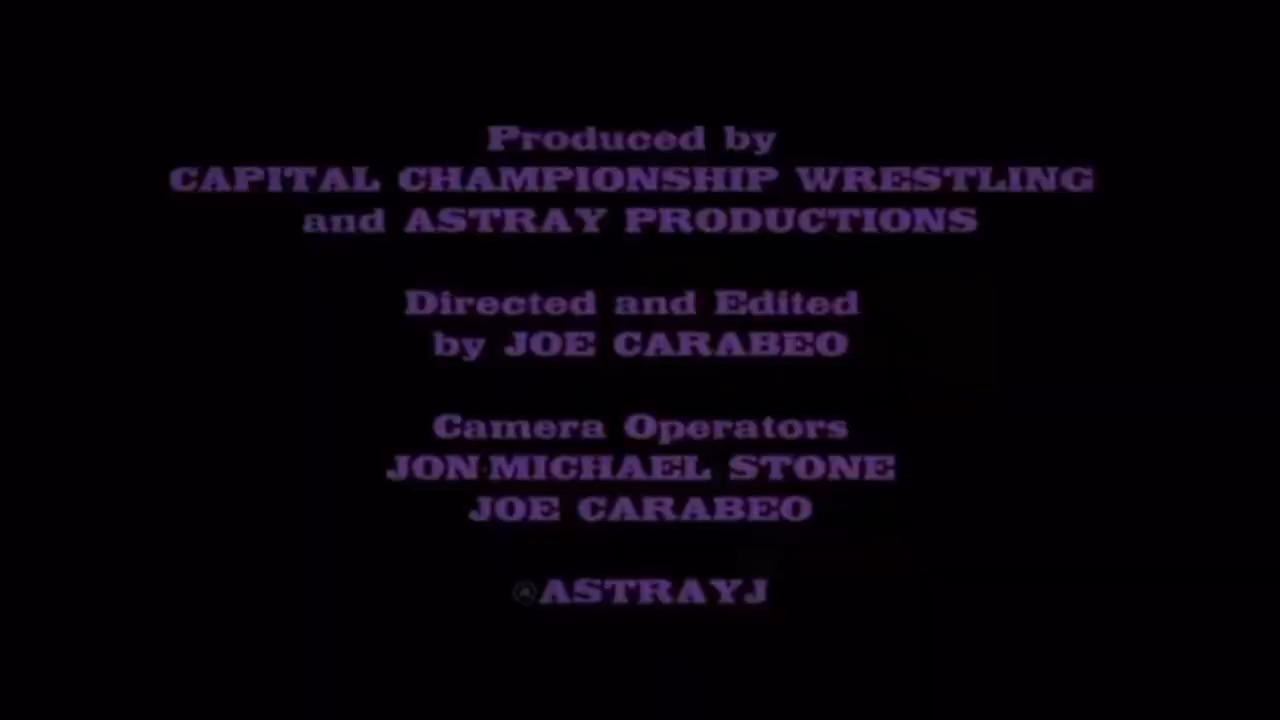 Produced by
CAPITAL CHAMPIONSHIP WRESTLING
and ASTRAY PRODUCTIONS
Directed and Edited
by JOE CARABEO
Camera Operators
JON-MICHAEL STONE
JOE CARABEO
@ASTRAYJ